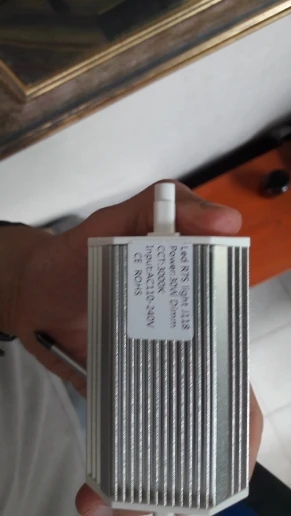 Led R7S light J118
Power:30W Dimm
CCT:3000K
Input:AC110-240V
CE ROHS